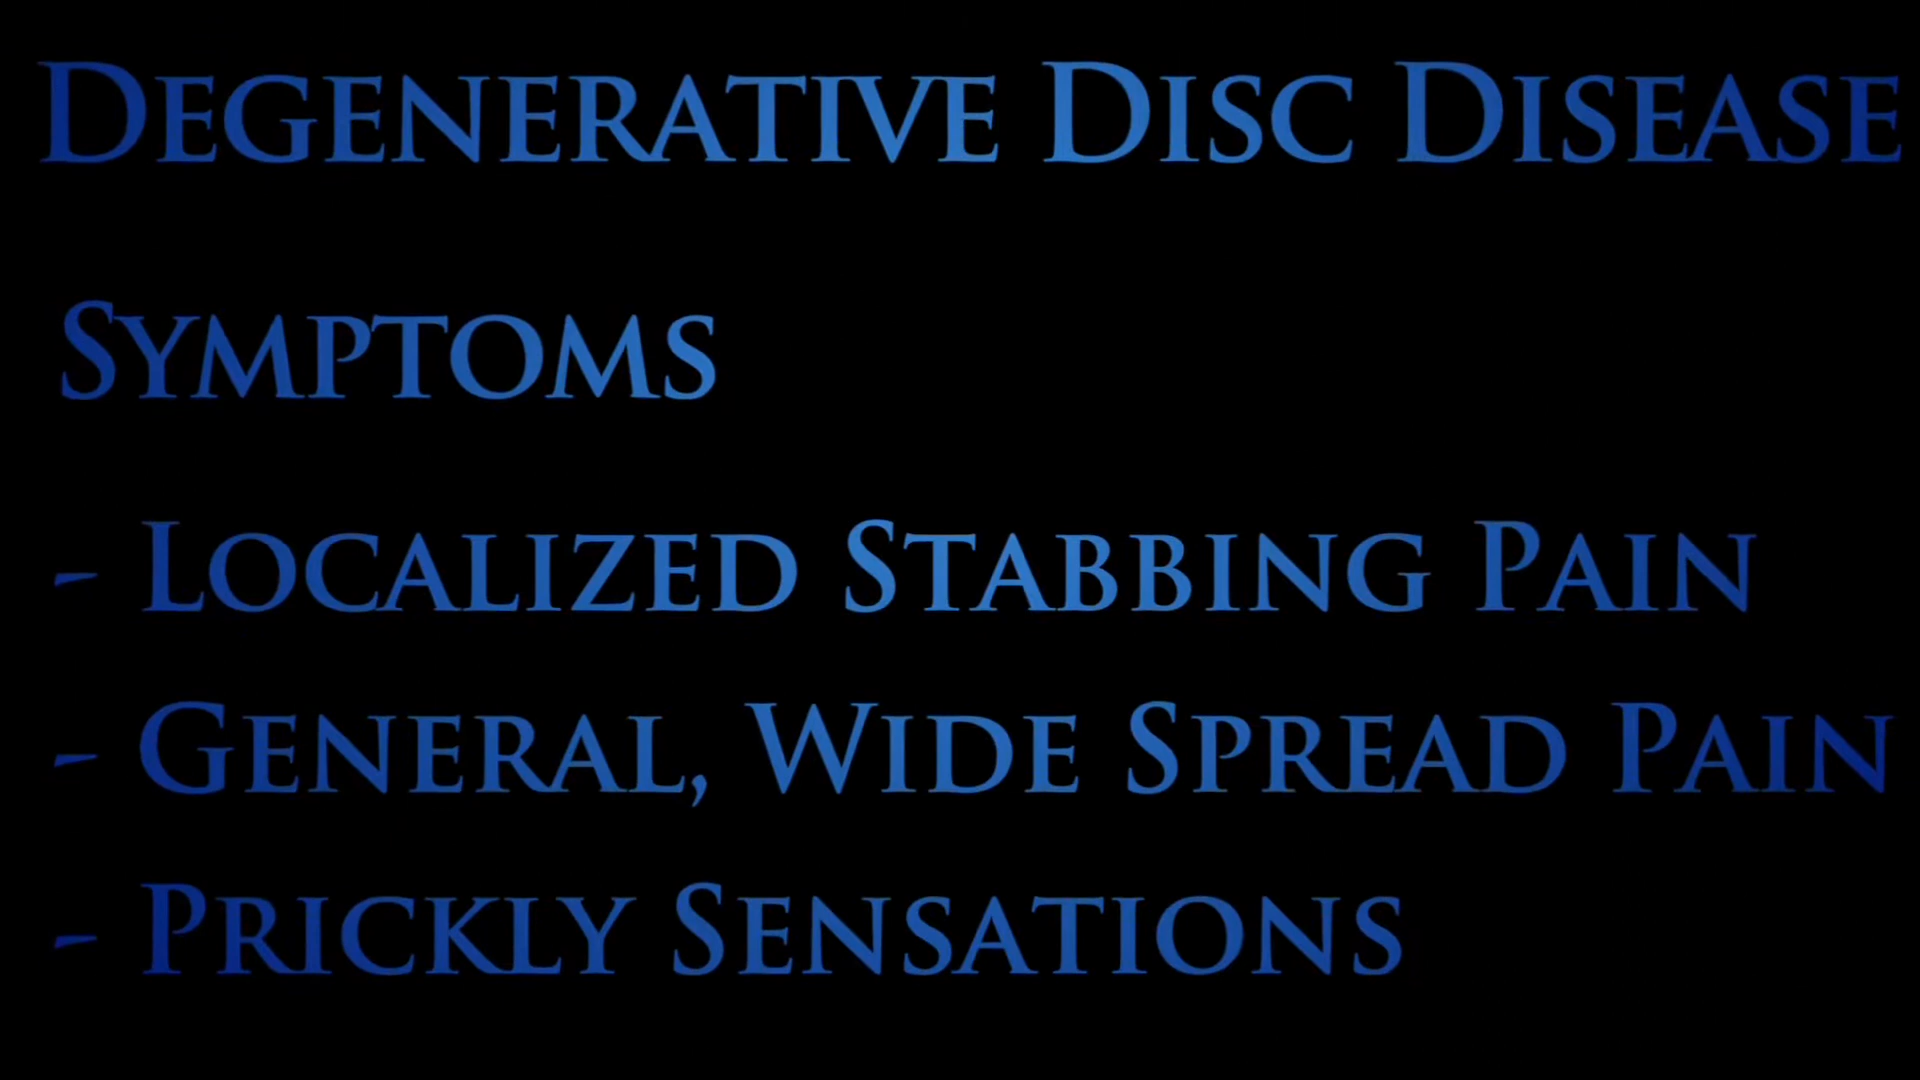 Degenerative Disc Disease
Symptoms
- Localized Stabbing Pain
- General, Wide Spread Pain
- Prickly Sensations